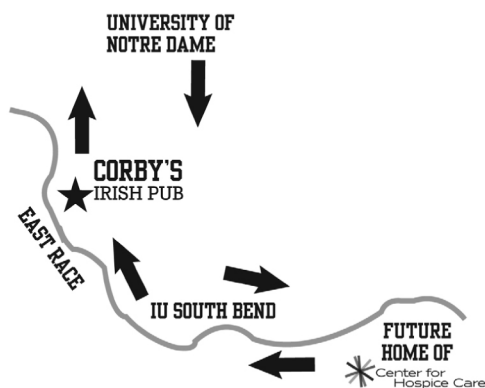 UNIVERSITY OF
NOTRE DAME
CORBY'S
IRISH PUB
EAST RACE
IU SOUTH BEND
FUTURE
HOME OF
Center for
Hospice Care